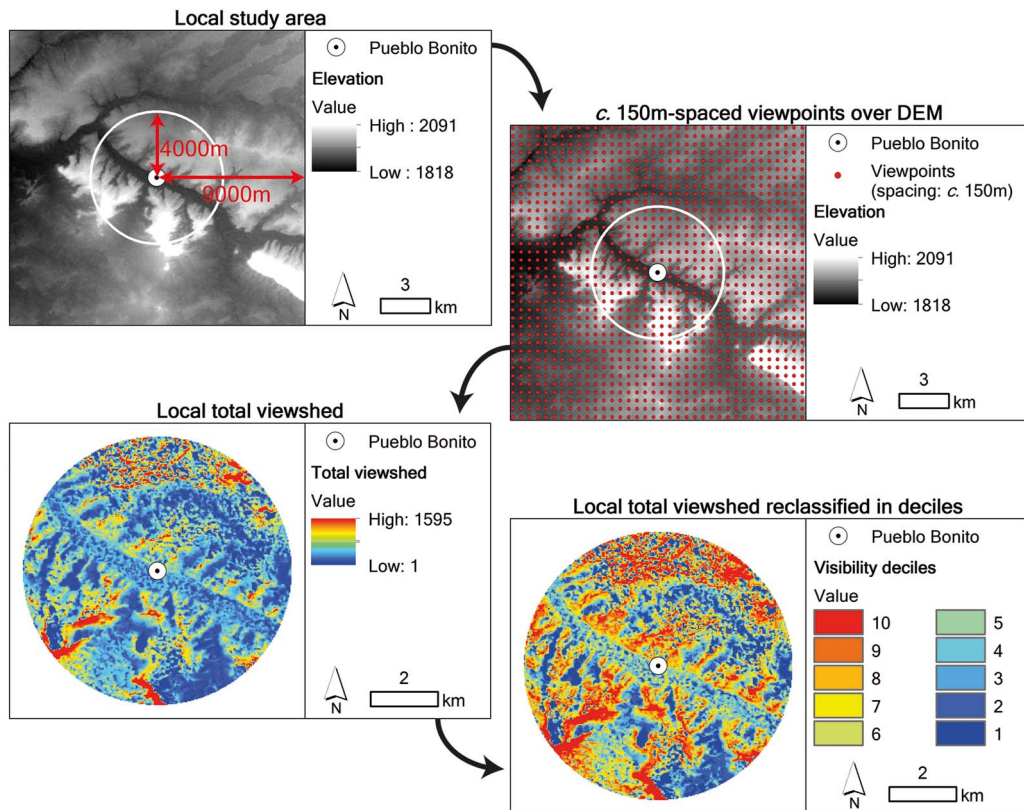 Local study area
4000m
9000m
Pueblo Bonito
Elevation
Value
High : 2091
Low : 1818
N
3
km
c. 150m-spaced viewpoints over DEM
Pueblo Bonito
Viewpoints
(spacing: c. 150m)
Elevation
Value
High: 2091
Low: 1818
N
3
km
Local total viewshed
Pueblo Bonito
Total viewshed
Value
High: 1595
Low: 1
N
2
km
Local total viewshed reclassified in deciles
Pueblo Bonito
Visibility deciles
Value
10 5
9 4
8 3
7 2
6 1
N
2
km